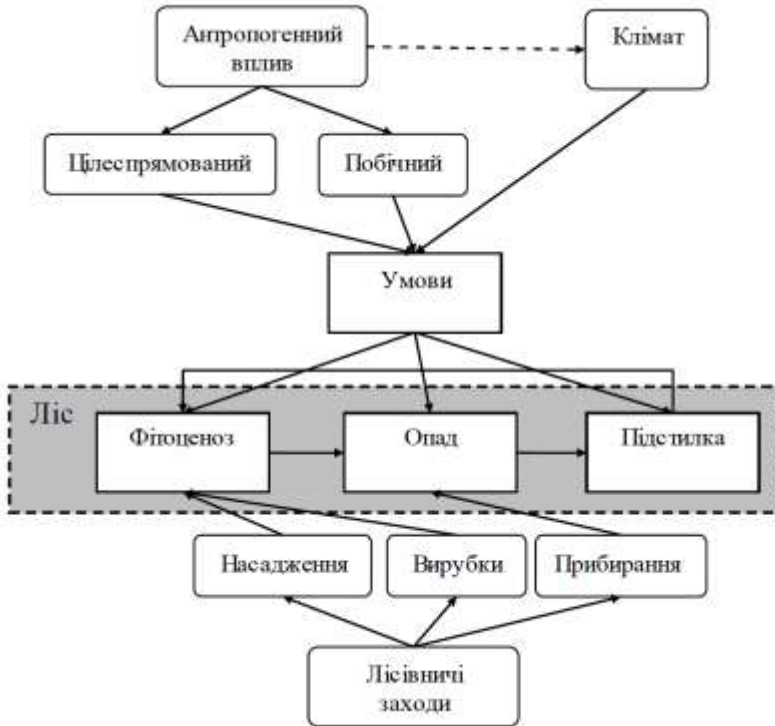 Антропогенний
вплив
Клімат
Цілеспрямований
Побічний
Умови
Ліс
Фітоценоз
Опад
Підстилка
Насадження
Вирубки
Прибирання
Лісівничі
заходи